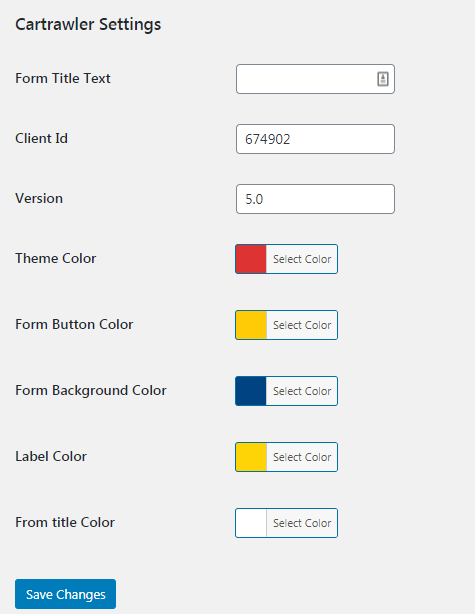 Cartrawler Settings
Form Title Text
Client Id 674902
Version 5.0
Theme Color Select Color
Form Button Color Select Color
Form Background Color Select Color
Label Color Select Color
From title Color Select Color
Save Changes